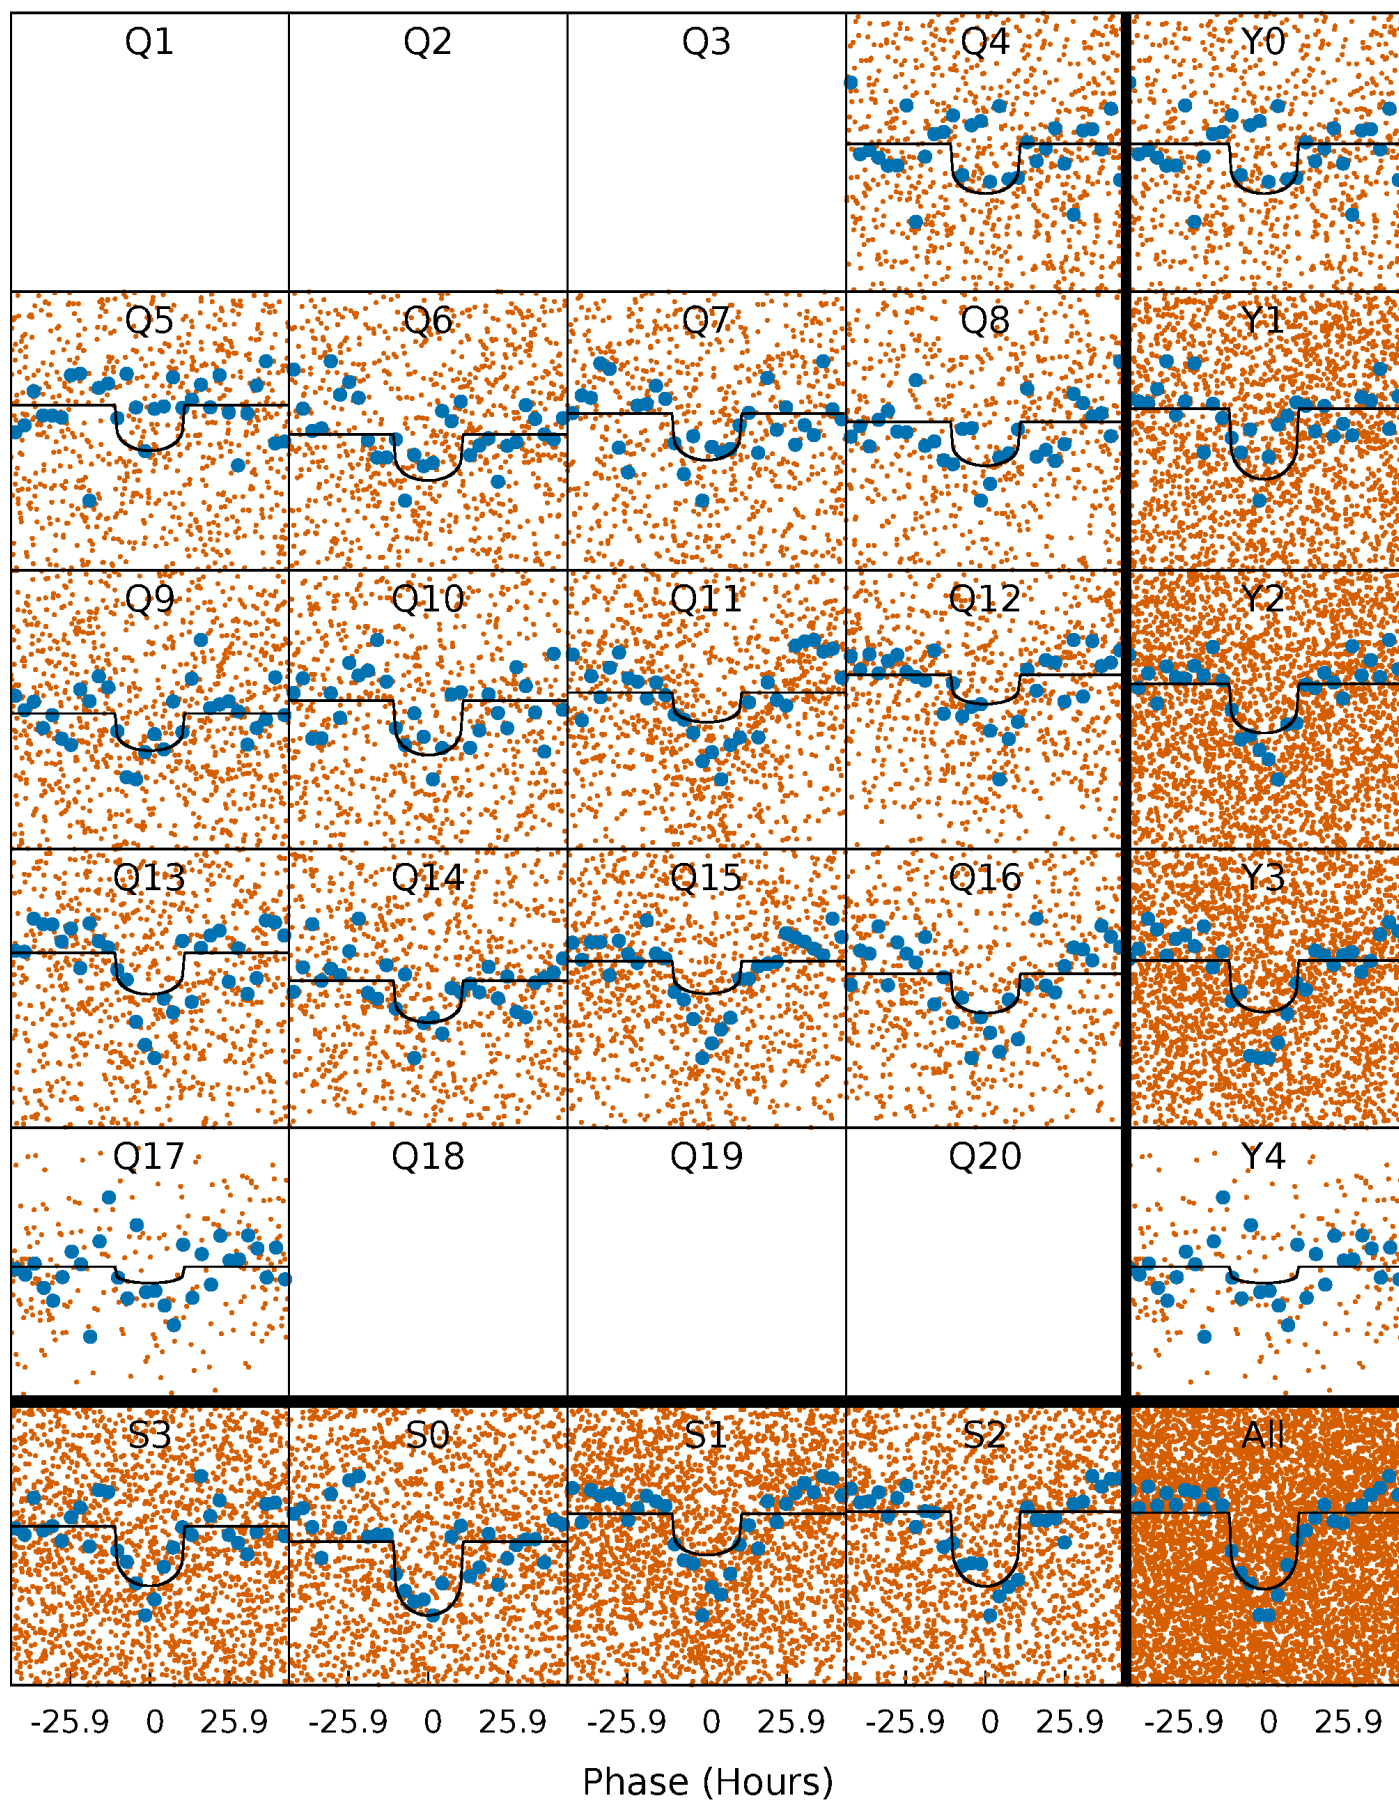 Q1 Q2 Q3 Q4 Y0
Q5 Q6 Q7 Q8 Y1
Q9 Q10 Q11 Q12 Y2
Q13 Q14 Q15 Q16 Y3
Q17 Q18 Q19 Q20 Y4
S3 S0 S1 S2 All
-25.9 0 25.9 -25.9 0 25.9 -25.9 0 25.9 -25.9 0 25.9 -25.9 0 25.9
Phase (Hours)